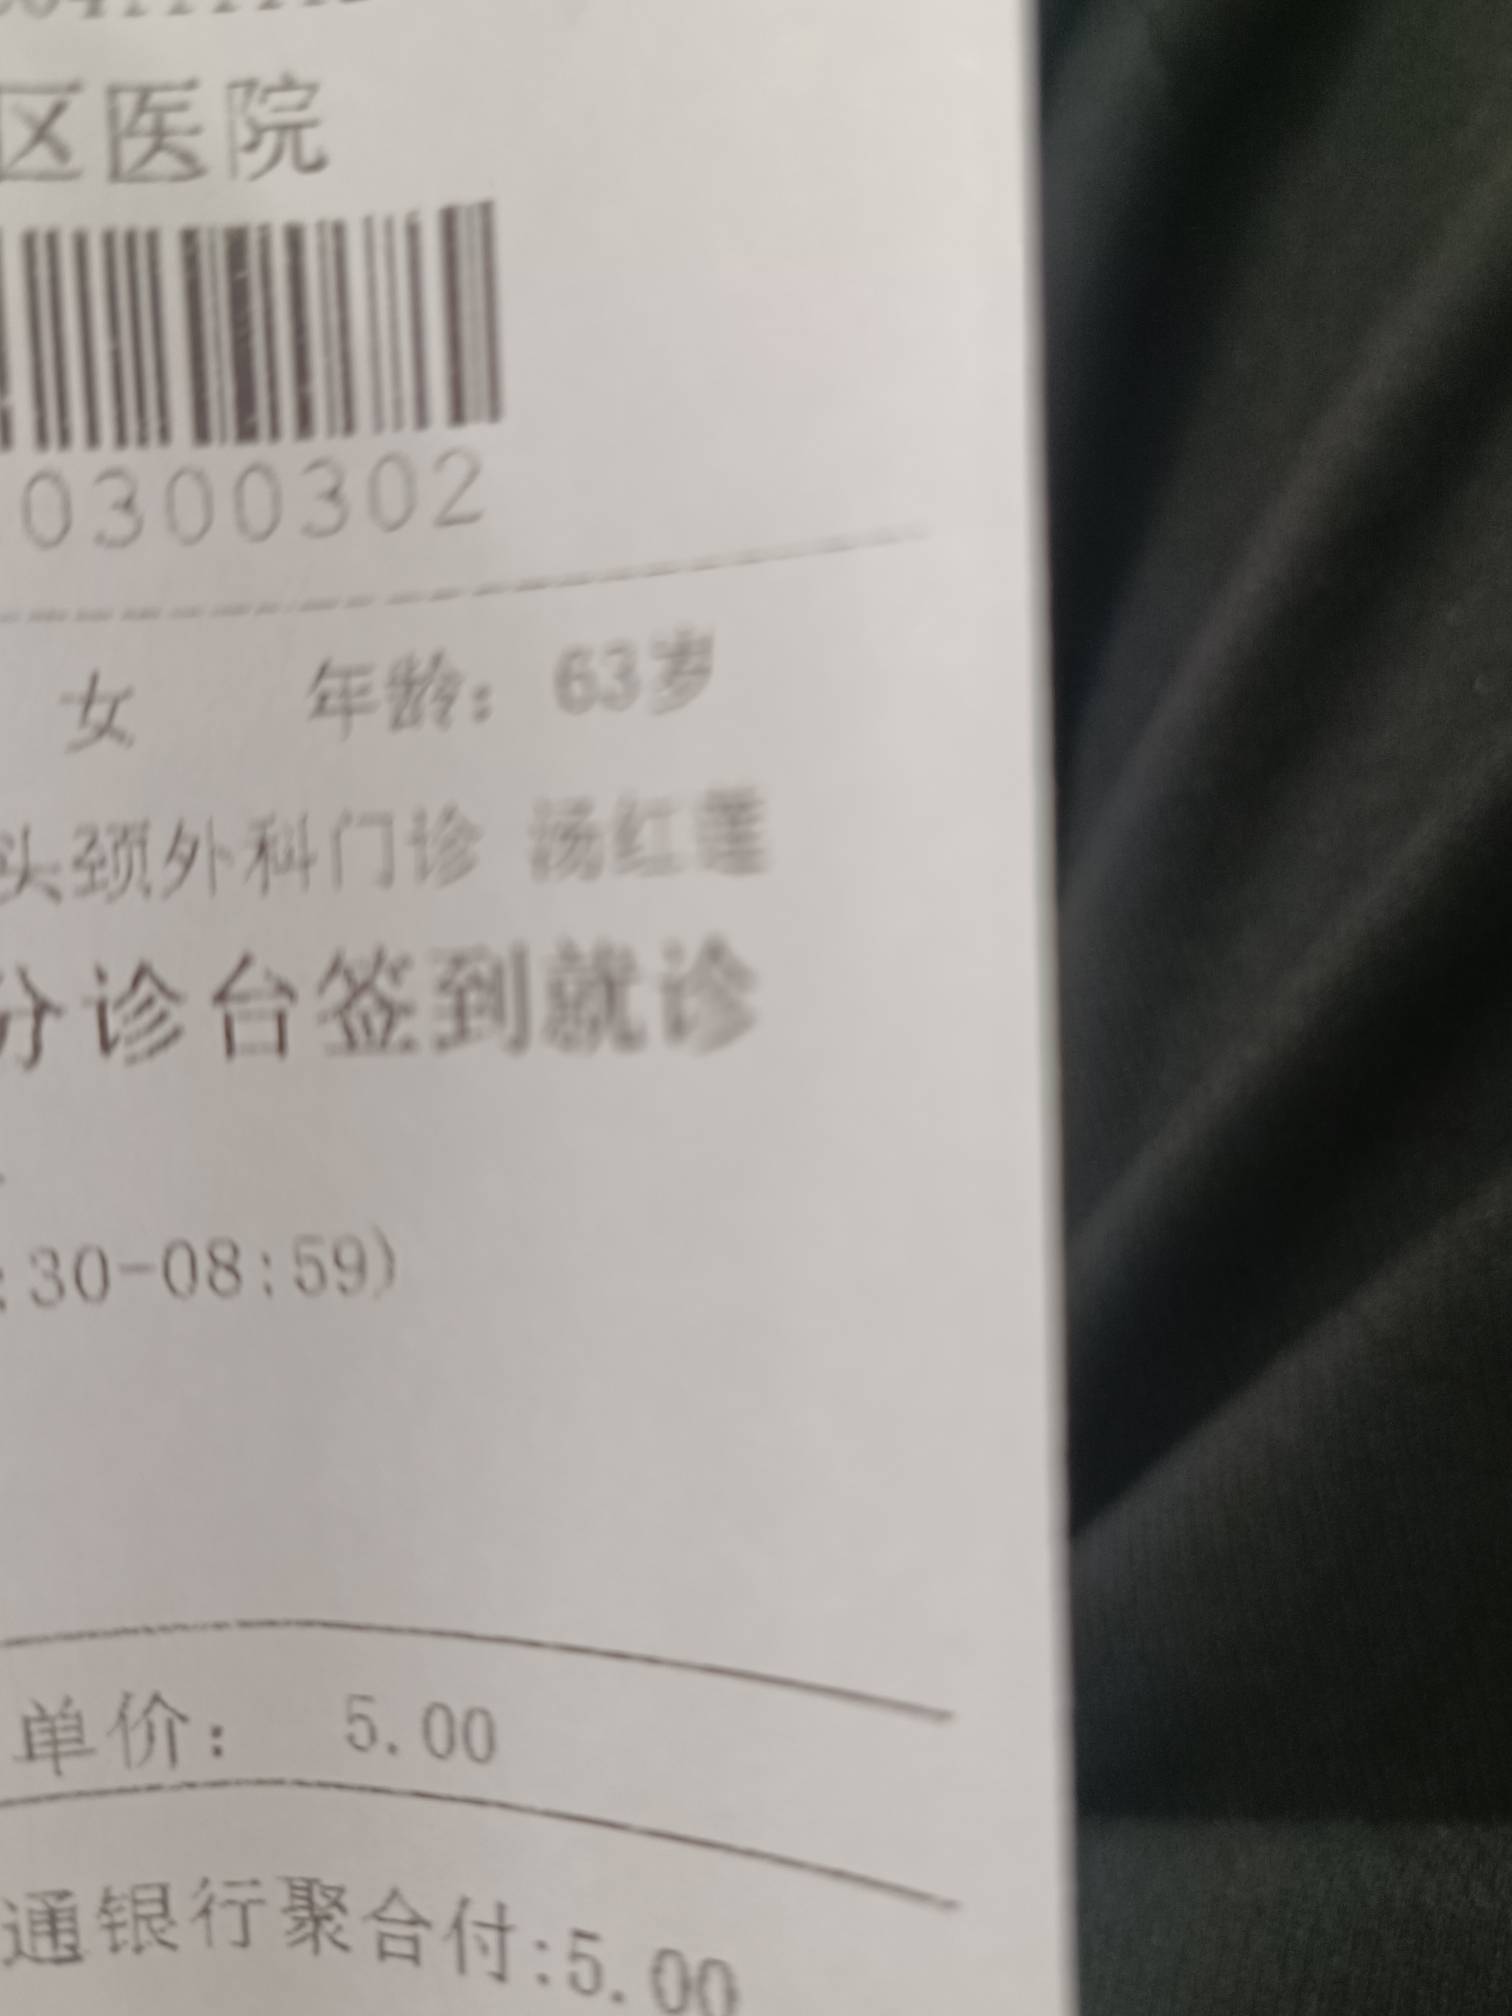 区医院
0300302
女 年龄: 63岁
头颈外科门诊 汤红莲
分诊台签到就诊
:30-08:59)
单价: 5.00
通银行聚合付:5.00